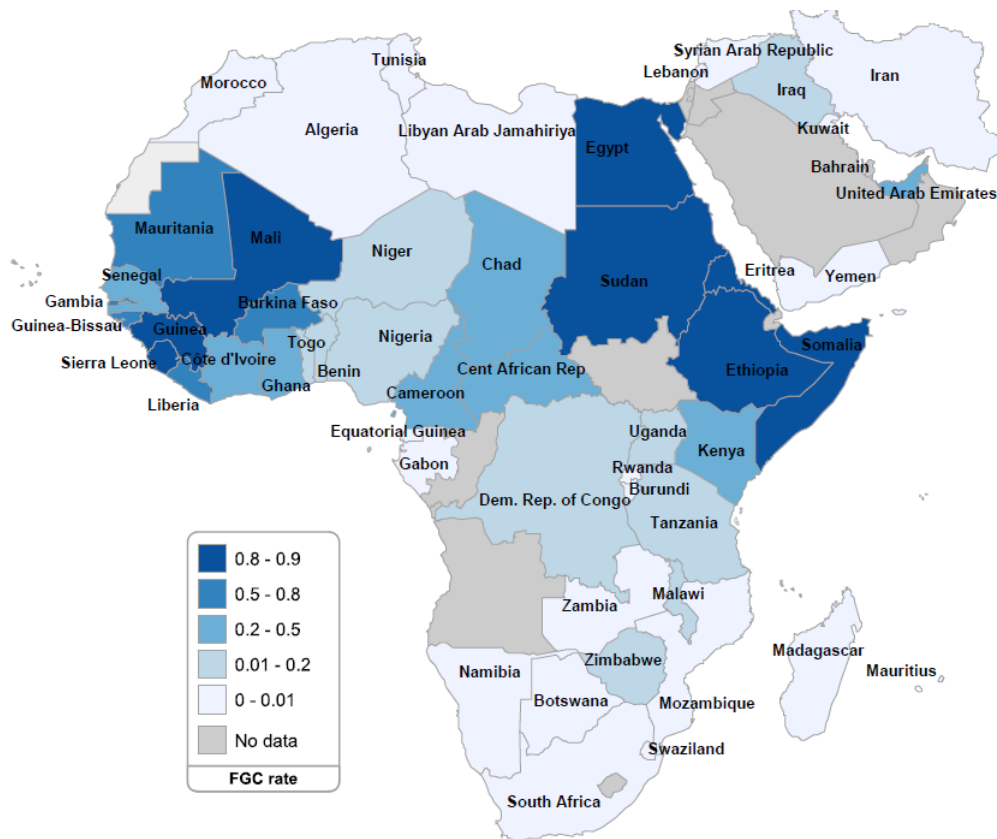 Tunisia
Syrian Arab Republic
Lebanon
Morocco
Iran
Iraq
Algeria
Libyan Arab Jamahiriya
Kuwait
Egypt
Bahrain
United Arab Emirates
Mauritania
Mali
Niger
Chad
Senegal
Eritrea
Yemen
Sudan
Gambia
Burkina Faso
Guinea-Bissau
Guinea
Nigeria
Togo
Somalia
Sierra Leone
Côte d'Ivoire
Benin
Cent African Rep
Ethiopia
Ghana
Cameroon
Liberia
Equatorial Guinea
Uganda
Kenya
Gabon
Rwanda
Burundi
Dem. Rep. of Congo
Tanzania
0.8 - 0.9
0.5 - 0.8
0.2 - 0.5
0.01 - 0.2
0 - 0.01
No data
FGC rate
Malawi
Zambia
Zimbabwe
Madagascar
Mauritius
Namibia
Botswana
Mozambique
Swaziland
South Africa